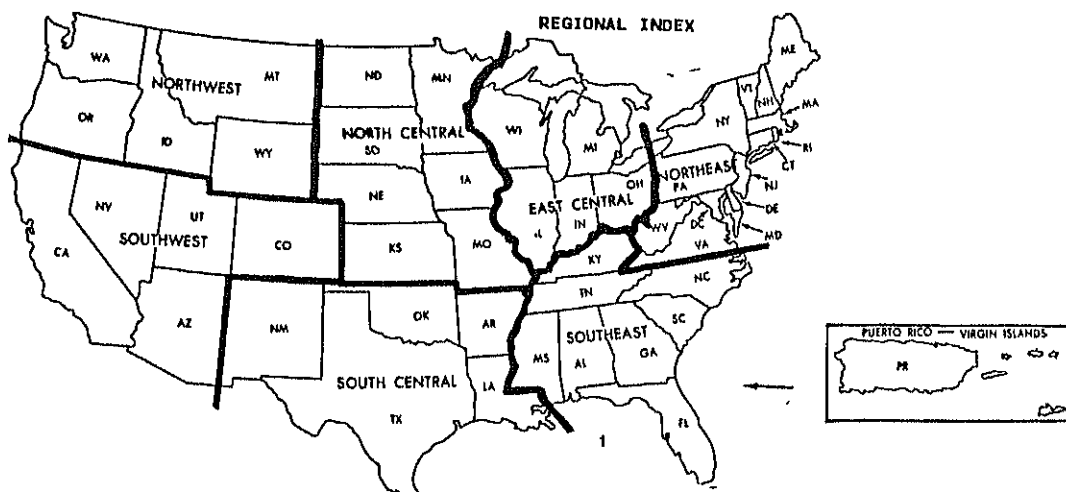 REGIONAL INDEX
WA
MT
ND
MN
ME
NORTHWEST
VT
NH
MA
OR
ID
WY
NORTH CENTRAL
SD
WI
MI
NY
RI
CT
NJ
NORTHEAST
PA
IA
NE
OH
EAST CENTRAL
IL
IN
DE
MD
NV
UT
SOUTHWEST
CO
CA
KS
MO
WV
DC
VA
KY
NC
TN
AZ
NM
OK
AR
SC
SOUTHEAST
MS
AL
GA
SOUTH CENTRAL
LA
TX
FL
1
PUERTO RICO — VIRGIN ISLANDS
PR